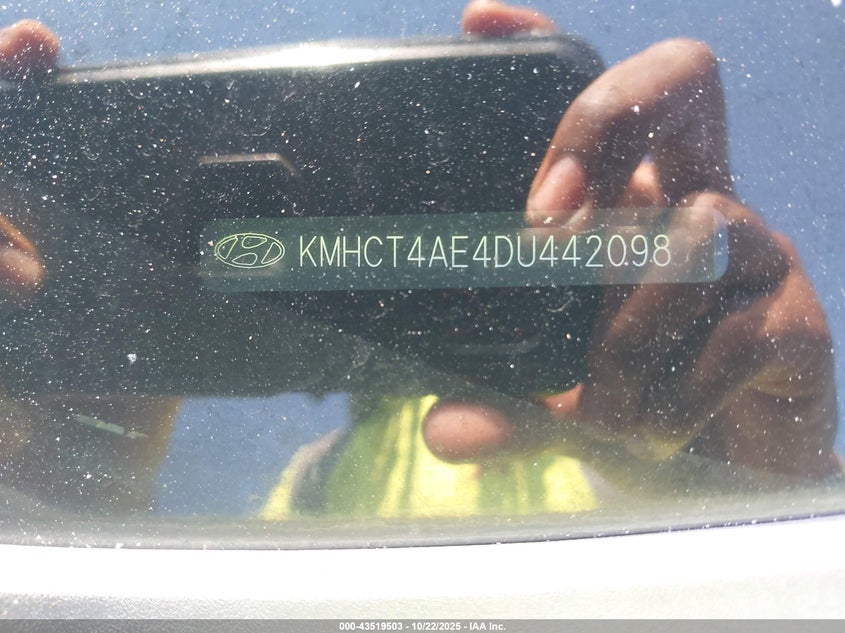 KMHCT4AE4DU442098
000-43519503 - 10/22/2025 - IAA Inc.